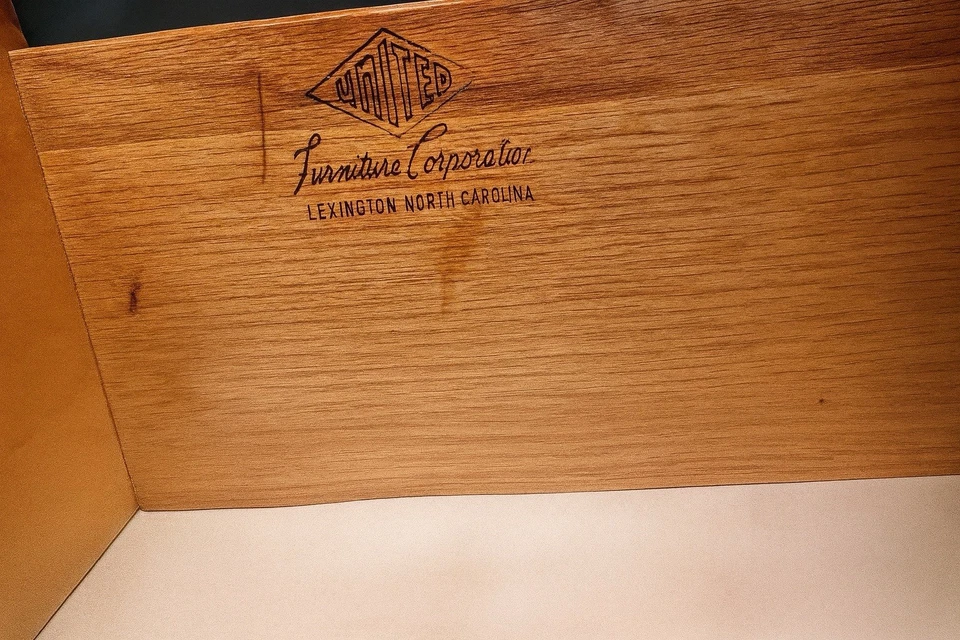 UNITED
Furniture Corporation
LEXINGTON NORTH CAROLINA